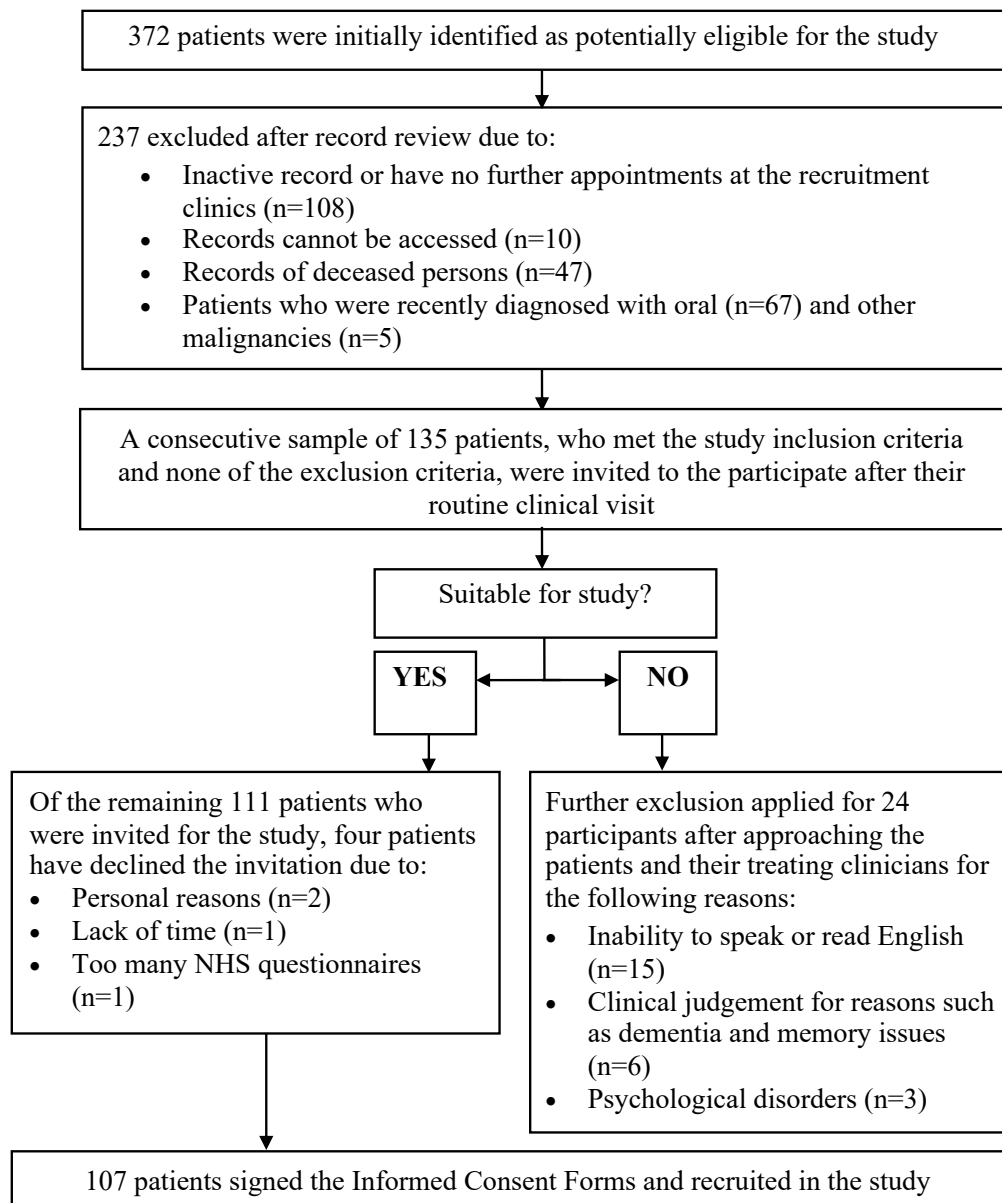 372 patients were initially identified as potentially eligible for the study
237 excluded after record review due to:
• Inactive record or have no further appointments at the recruitment
clinics (n=108)
• Records cannot be accessed (n=10)
• Records of deceased persons (n=47)
• Patients who were recently diagnosed with oral (n=67) and other
malignancies (n=5)
A consecutive sample of 135 patients, who met the study inclusion criteria
and none of the exclusion criteria, were invited to the participate after their
routine clinical visit
Suitable for study?
YES
NO
Of the remaining 111 patients who
were invited for the study, four patients
have declined the invitation due to:
• Personal reasons (n=2)
• Lack of time (n=1)
• Too many NHS questionnaires
(n=1)
Further exclusion applied for 24
participants after approaching the
patients and their treating clinicians for
the following reasons:
• Inability to speak or read English
(n=15)
• Clinical judgement for reasons such
as dementia and memory issues
(n=6)
• Psychological disorders (n=3)
107 patients signed the Informed Consent Forms and recruited in the study